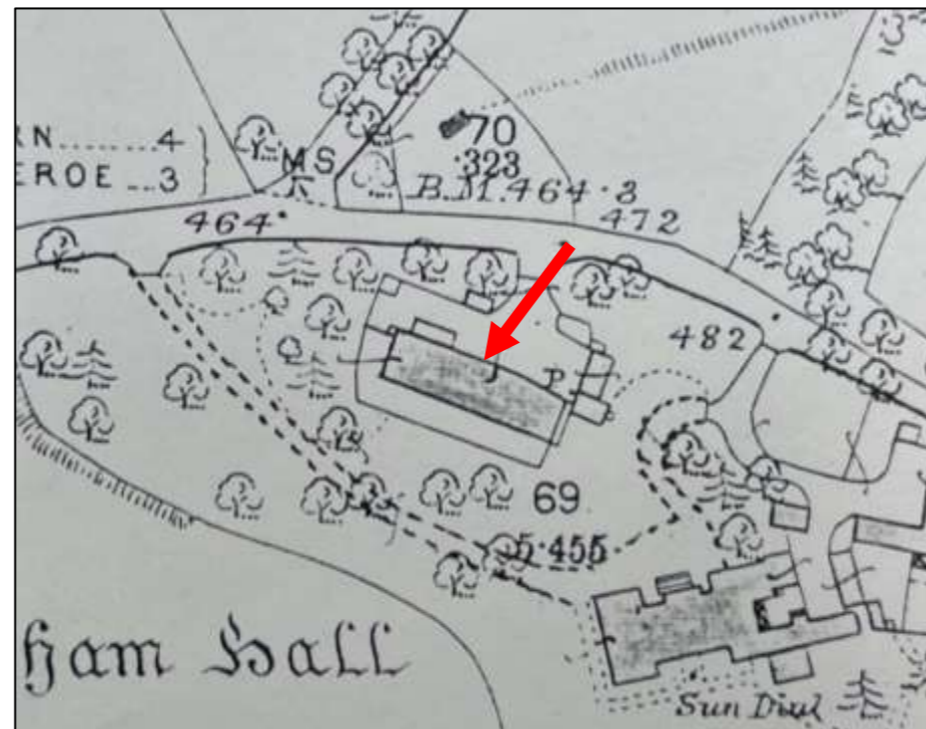 RN......4
EROE...3
M S
70
·323
B.M.464·3
464
472
482
P
69
5·455
ham Hall
Sun Dial